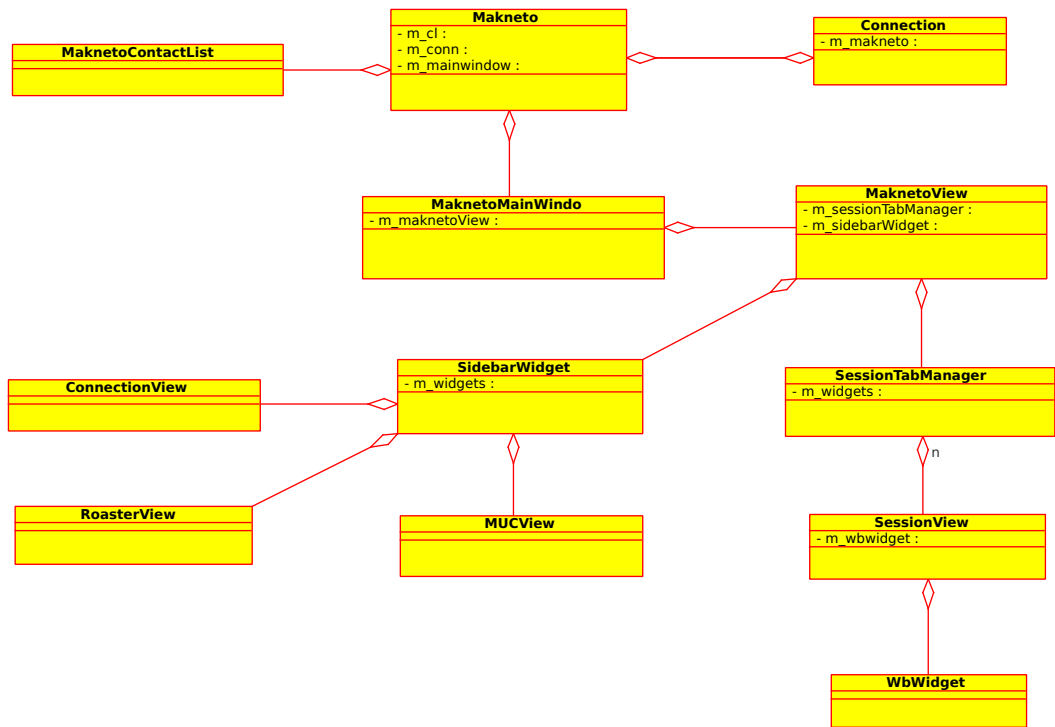 Makneto
- m_cl :
- m_conn :
- m_mainwindow :
Connection
- m_makneto :
MaknetoContactList
MaknetoMainWindo
- m_maknetoView :
MaknetoView
- m_sessionTabManager :
- m_sidebarWidget :
SidebarWidget
- m_widgets :
ConnectionView
SessionTabManager
- m_widgets :
n
RoasterView
MUCView
SessionView
- m_wbwidget :
WbWidget